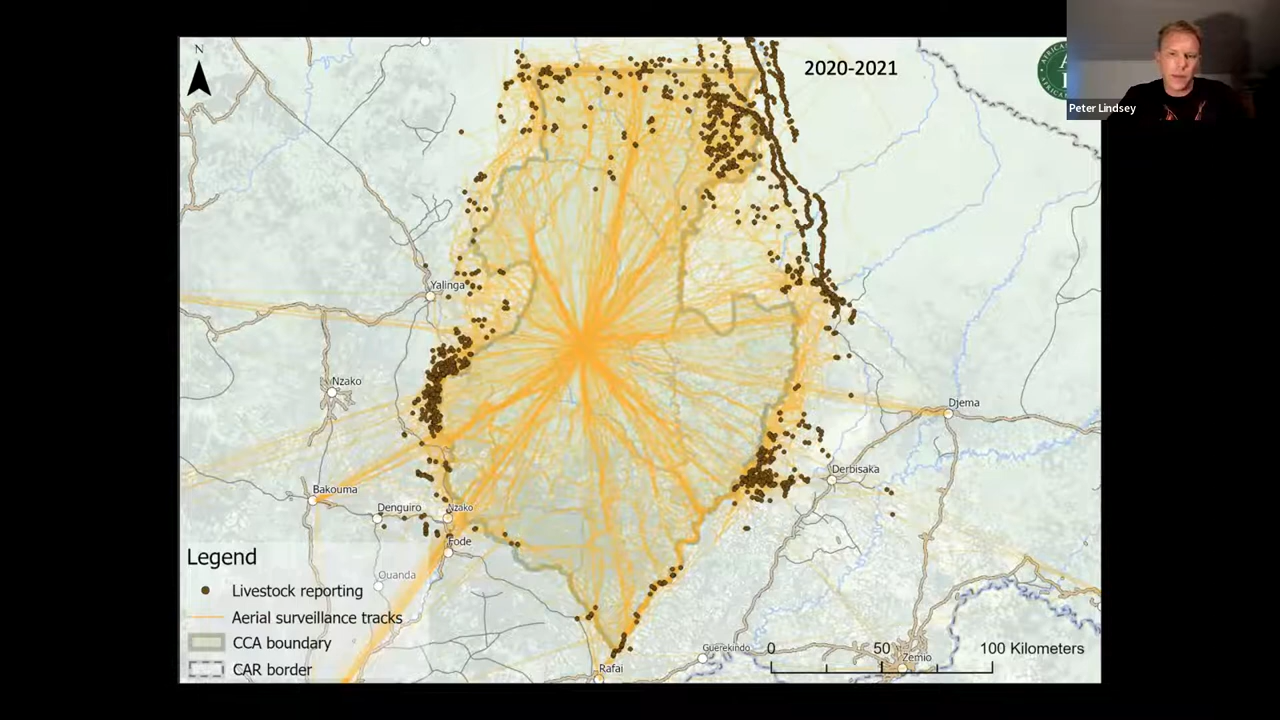 N
2020-2021
Peter Lindsey
Yalinga
Nzako
Djema
Derbisaka
Bakouma
Denguiro
Nzako
Fode
Ouanda
Guerekindo
Zemio
Rafai
Legend
Livestock reporting
Aerial surveillance tracks
CCA boundary
CAR border
0 50 100 Kilometers